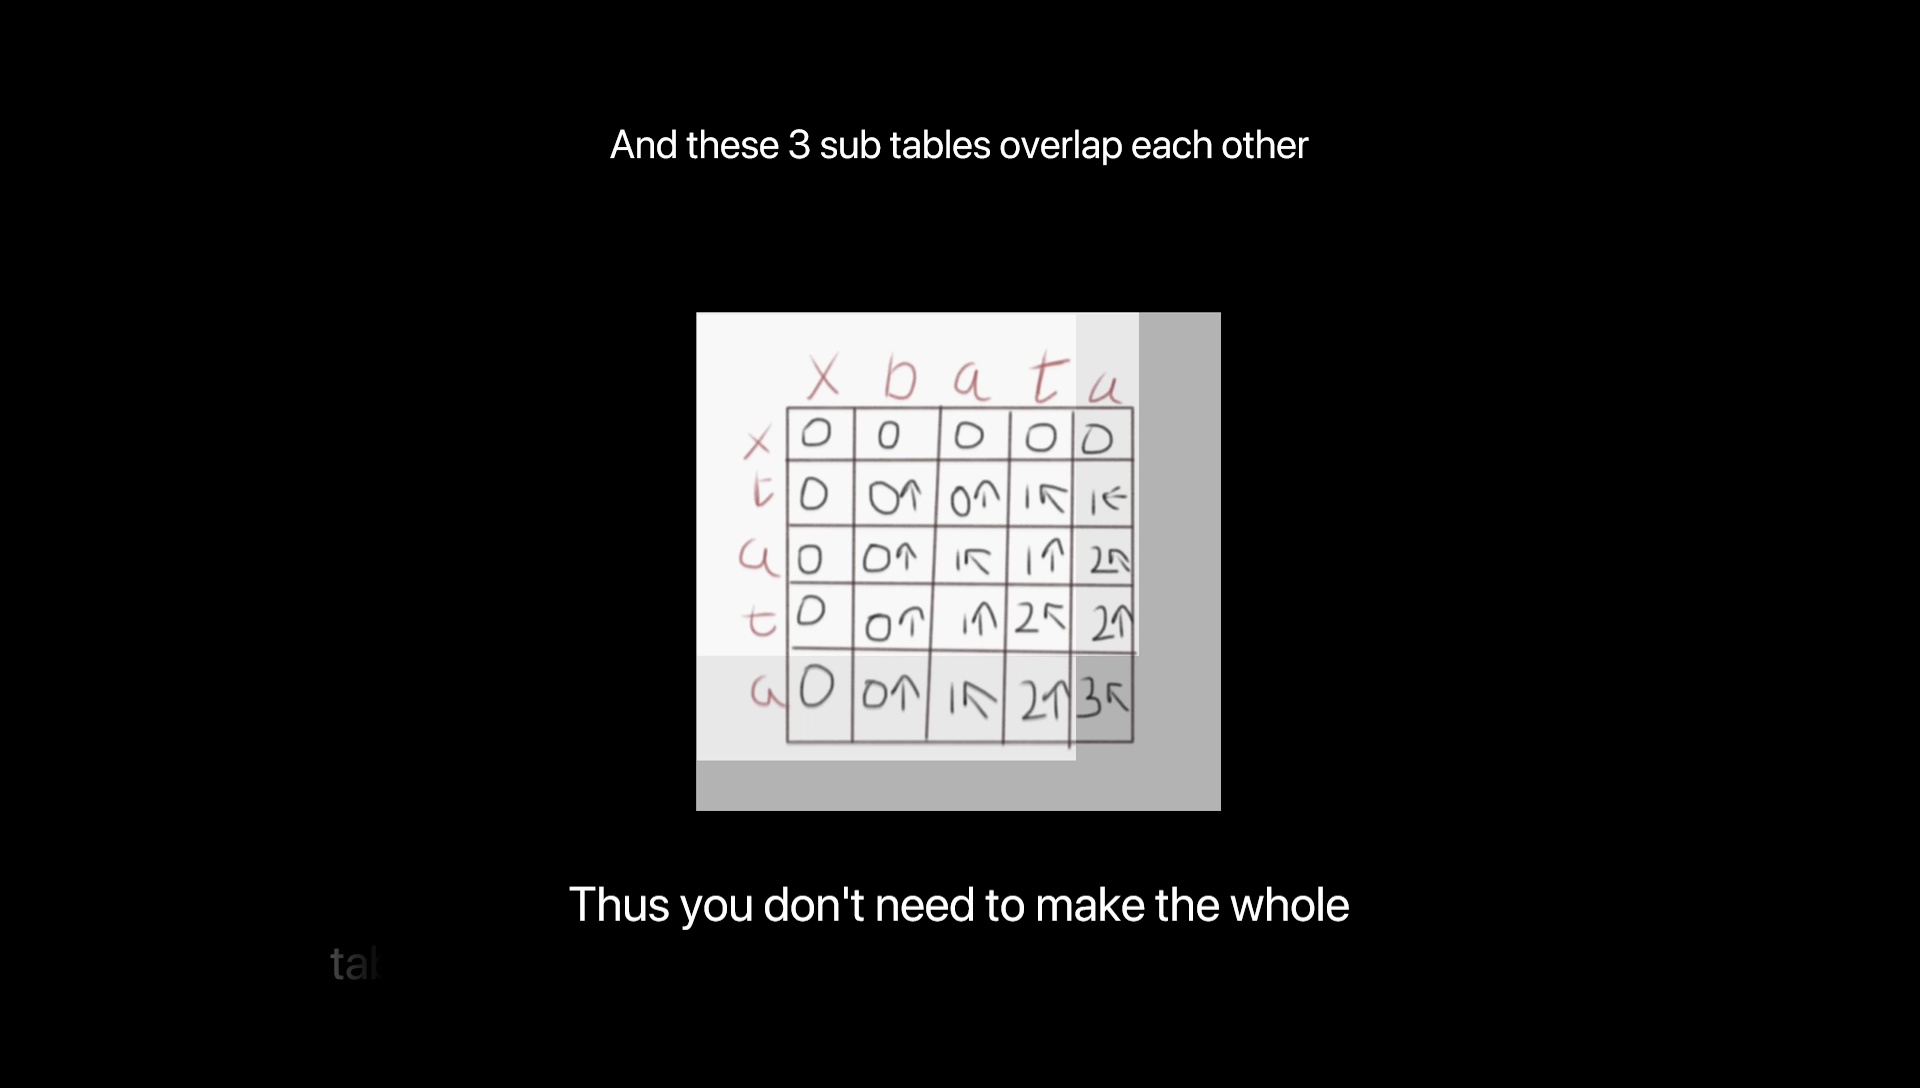 And these 3 sub tables overlap each other
x b a t a
x 0 0 0 0 0
t 0 0↑ 0↑ 1↖ 1←
a 0 0↑ 1↖ 1↑ 2↖
t 0 0↑ 1↑ 2↖ 2↑
a 0 0↑ 1↖ 2↑ 3↖
Thus you don't need to make the whole
tab